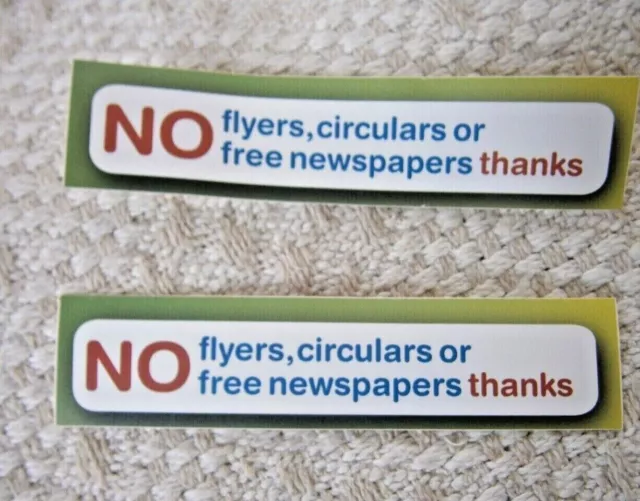 NO flyers, circulars or
free newspapers thanks
NO flyers, circulars or
free newspapers thanks